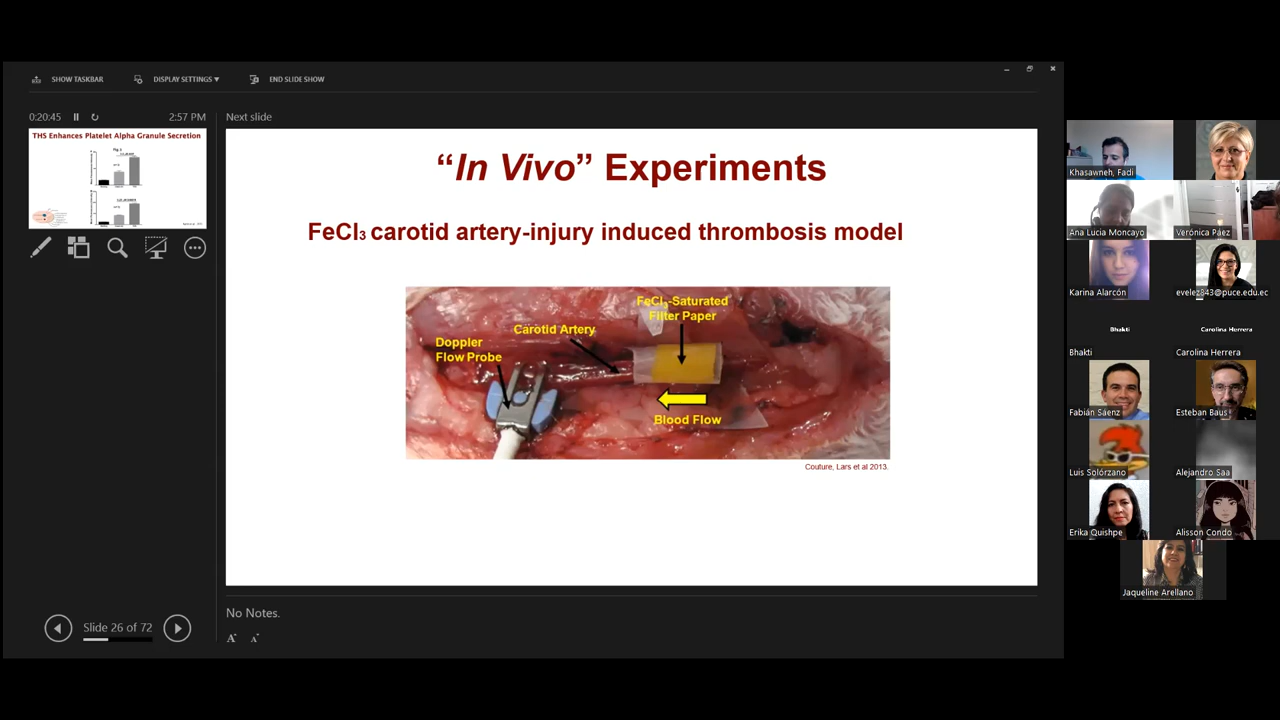 SHOW TASKBAR
DISPLAY SETTINGS ▾
END SLIDE SHOW
0:20:45
2:57 PM
Next slide
THS Enhances Platelet Alpha Granule Secretion
“In Vivo” Experiments
FeCl3 carotid artery-injury induced thrombosis model
FeCl3-Saturated
Filter Paper
Carotid Artery
Doppler
Flow Probe
Blood Flow
Couture, Lars et al 2013.
Slide 26 of 72
No Notes.
A A
Khasawneh, Fadi
Ana Lucia Moncayo
Verónica Páez
Karina Alarcón
evelez843@puce.edu.ec
Bhakti
Carolina Herrera
Bhakti
Carolina Herrera
Fabián Sáenz
Esteban Baus
Luis Solórzano
Alejandro Saa
Erika Quishpe
Alisson Condo
Jaqueline Arellano